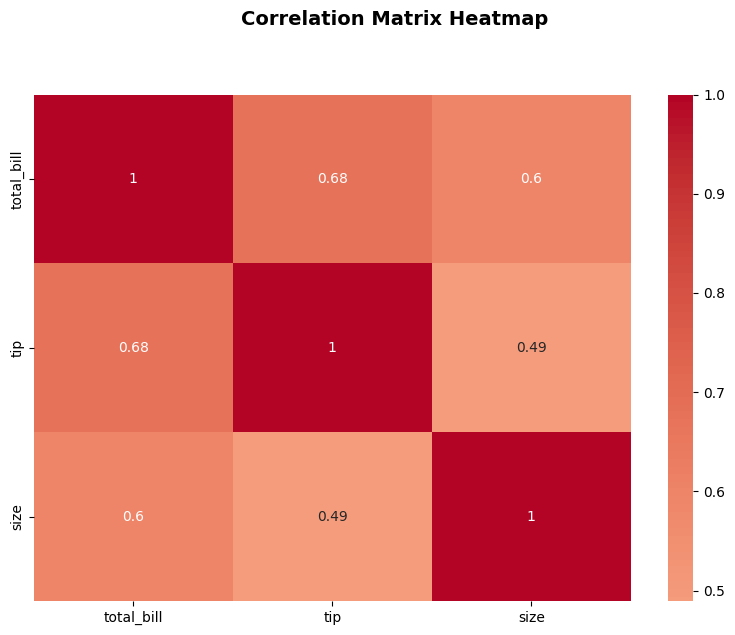 Correlation Matrix Heatmap
total_bill 1 0.68 0.6
tip 0.68 1 0.49
size 0.6 0.49 1
total_bill tip size
1.0
0.9
0.8
0.7
0.6
0.5